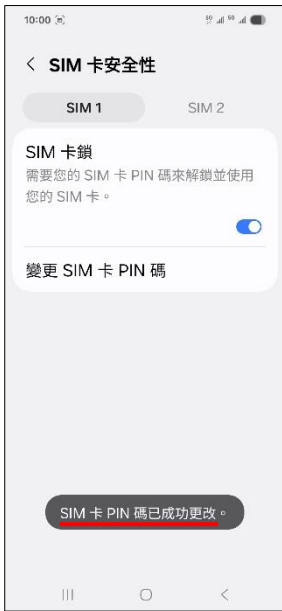 10:00
SIM 卡安全性
SIM 1
SIM 2
SIM 卡鎖
需要您的 SIM 卡 PIN 碼來解鎖並使用
您的 SIM 卡。
變更 SIM 卡 PIN 碼
SIM 卡 PIN 碼已成功更改。